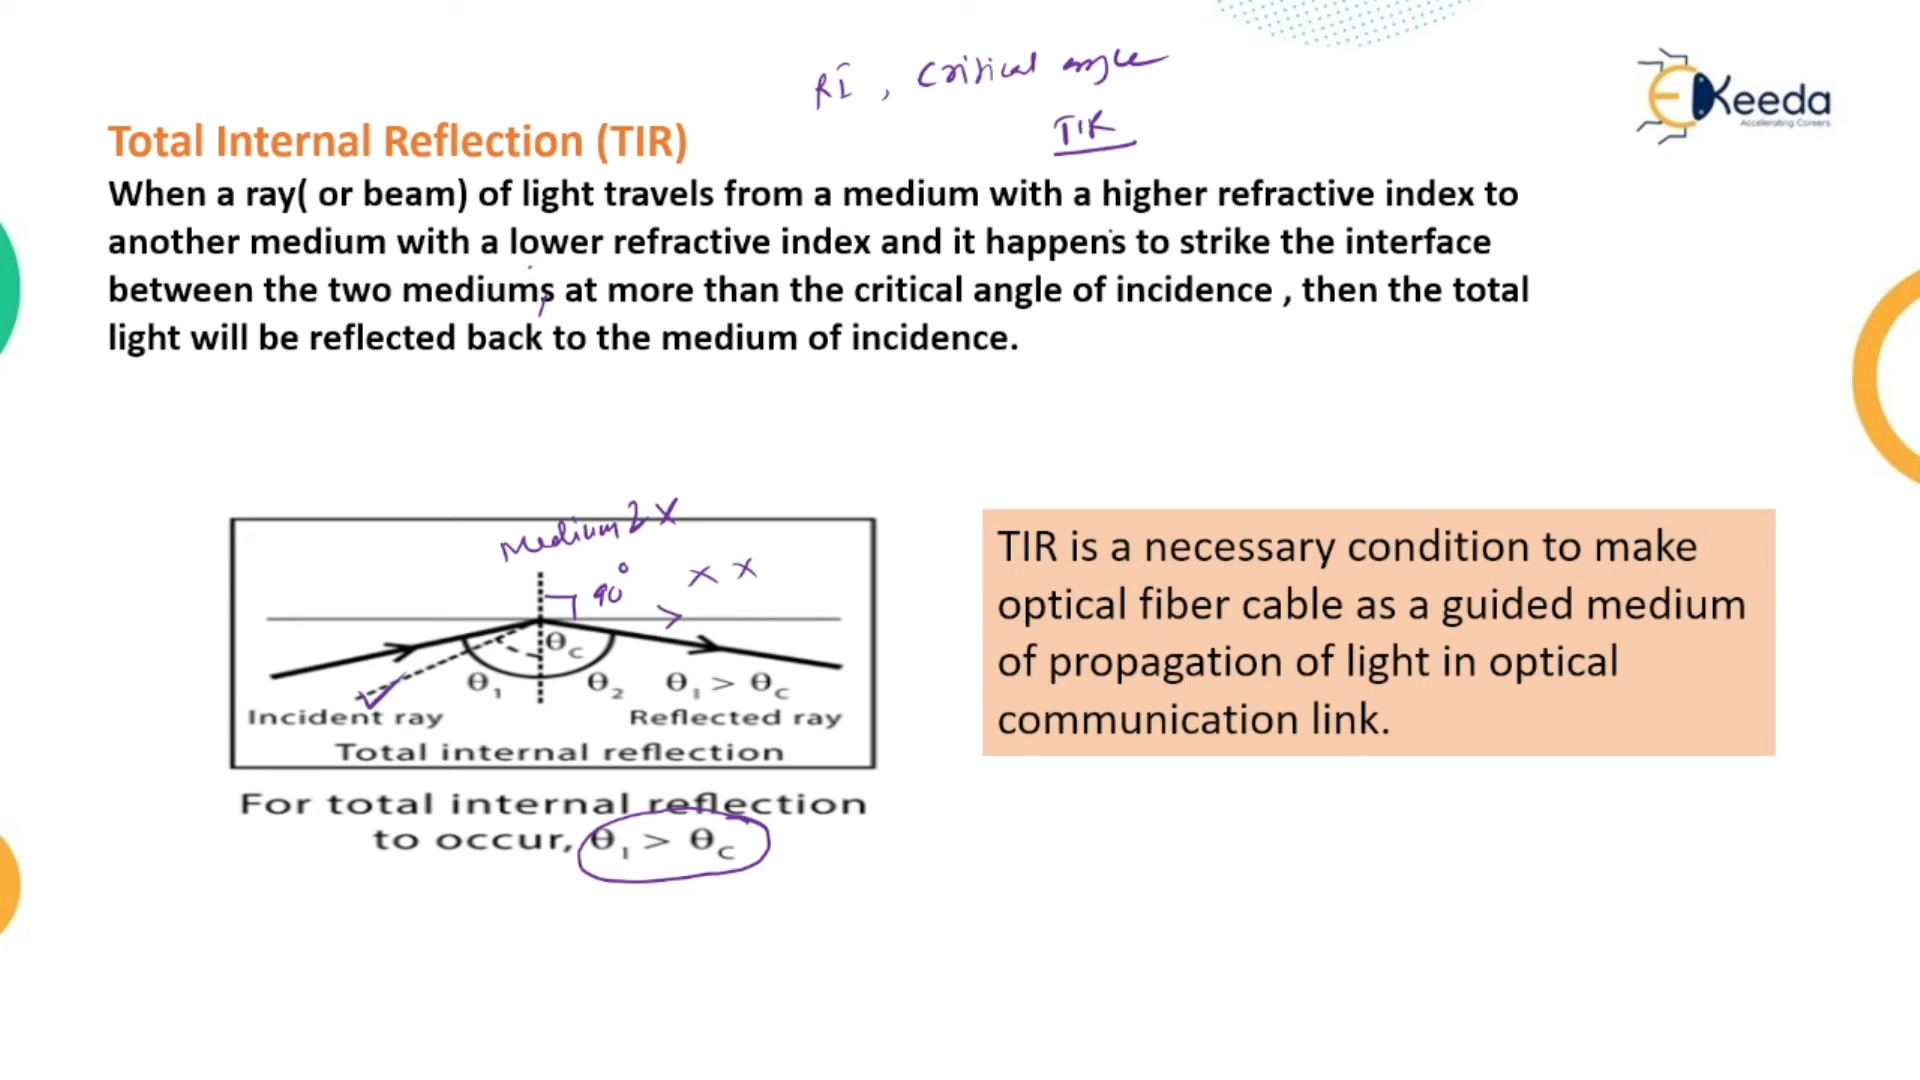 RI, Critical angle
TIR
EKeeda
Accelerating Careers
Total Internal Reflection (TIR)
When a ray( or beam) of light travels from a medium with a higher refractive index to
another medium with a lower refractive index and it happens to strike the interface
between the two mediums at more than the critical angle of incidence , then the total
light will be reflected back to the medium of incidence.
Medium 2 X
90°
X X
θc
θ1
θ2
θ1 > θc
Incident ray
Reflected ray
Total internal reflection
For total internal reflection
to occur, θ1 > θc
TIR is a necessary condition to make
optical fiber cable as a guided medium
of propagation of light in optical
communication link.